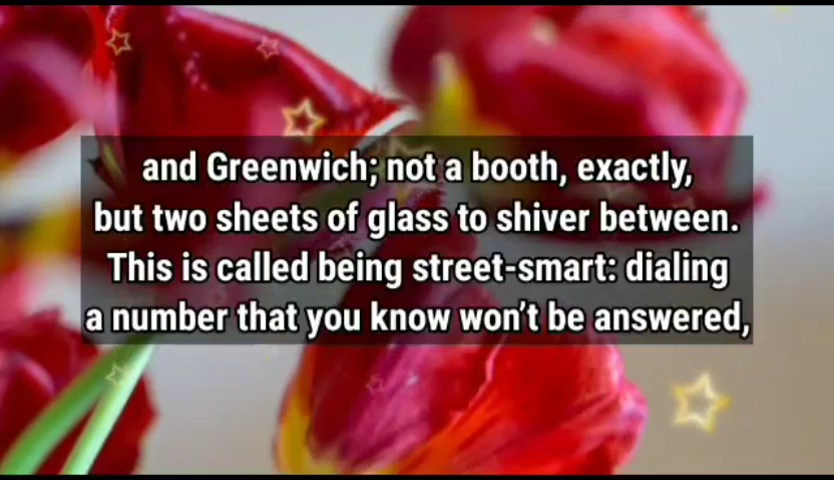 and Greenwich; not a booth, exactly,
but two sheets of glass to shiver between.
This is called being street-smart: dialing
a number that you know won’t be answered,